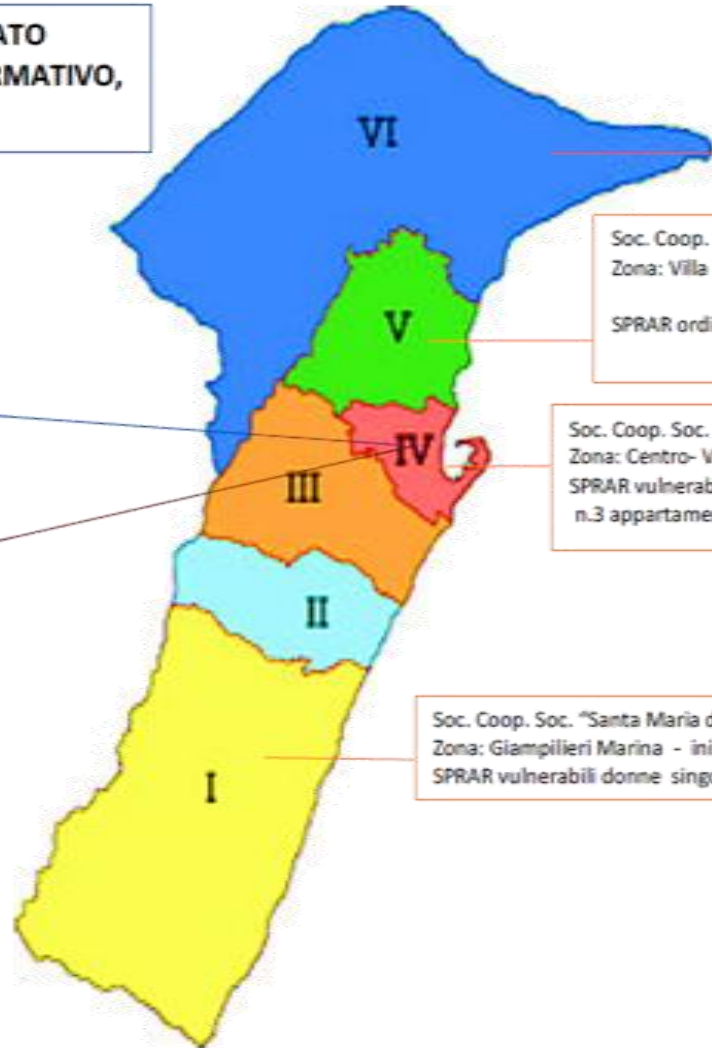 ATO
RMATIVO,
VI
Soc. Coop.
Zona: Villa
SPRAR ordi
V
Soc. Coop. Soc.
Zona: Centro- V
SPRAR vulnerab
n.3 appartame
IV
III
II
Soc. Coop. Soc. "Santa Maria d
Zona: Giampilieri Marina - ini
SPRAR vulnerabili donne sing
I